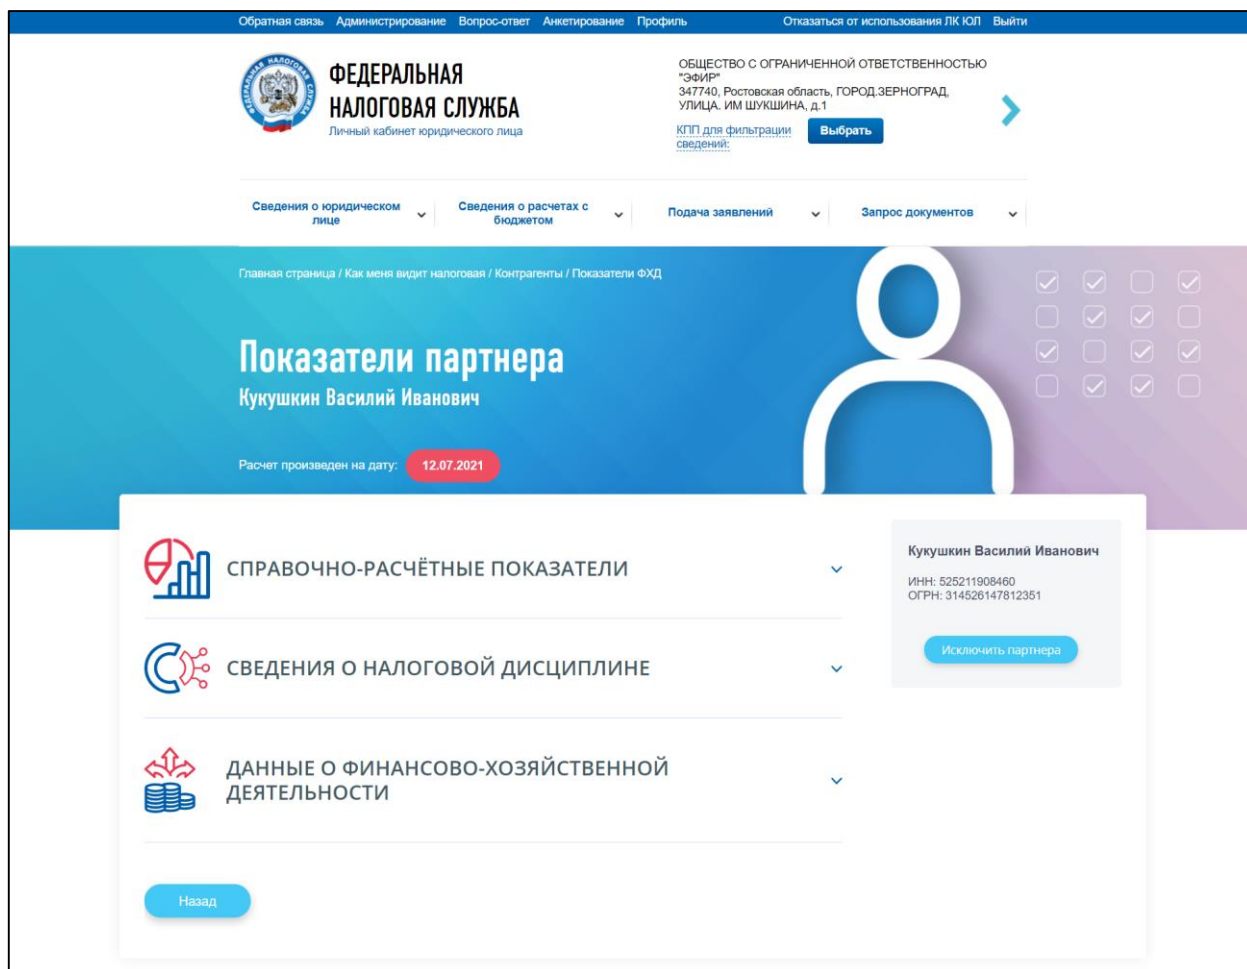 Обратная связь Администрирование Вопрос-ответ Анкетирование Профиль Отказаться от использования ЛК ЮЛ Выйти
ФЕДЕРАЛЬНАЯ
НАЛОГОВАЯ СЛУЖБА
Личный кабинет юридического лица
ОБЩЕСТВО С ОГРАНИЧЕННОЙ ОТВЕТСТВЕННОСТЬЮ
"ЭФИР"
347740, Ростовская область, ГОРОД.ЗЕРНОГРАД,
УЛИЦА. ИМ ШУКШИНА, д.1
КПП для фильтрации
сведений:
Выбрать
Сведения о юридическом
лице
Сведения о расчетах с
бюджетом
Подача заявлений
Запрос документов
Главная страница / Как меня видит налоговая / Контрагенты / Показатели ФХД
Показатели партнера
Кукушкин Василий Иванович
Расчет произведен на дату: 12.07.2021
СПРАВОЧНО-РАСЧЁТНЫЕ ПОКАЗАТЕЛИ
СВЕДЕНИЯ О НАЛОГОВОЙ ДИСЦИПЛИНЕ
ДАННЫЕ О ФИНАНСОВО-ХОЗЯЙСТВЕННОЙ
ДЕЯТЕЛЬНОСТИ
Кукушкин Василий Иванович
ИНН: 525211908460
ОГРН: 314526147812351
Исключить партнера
Назад